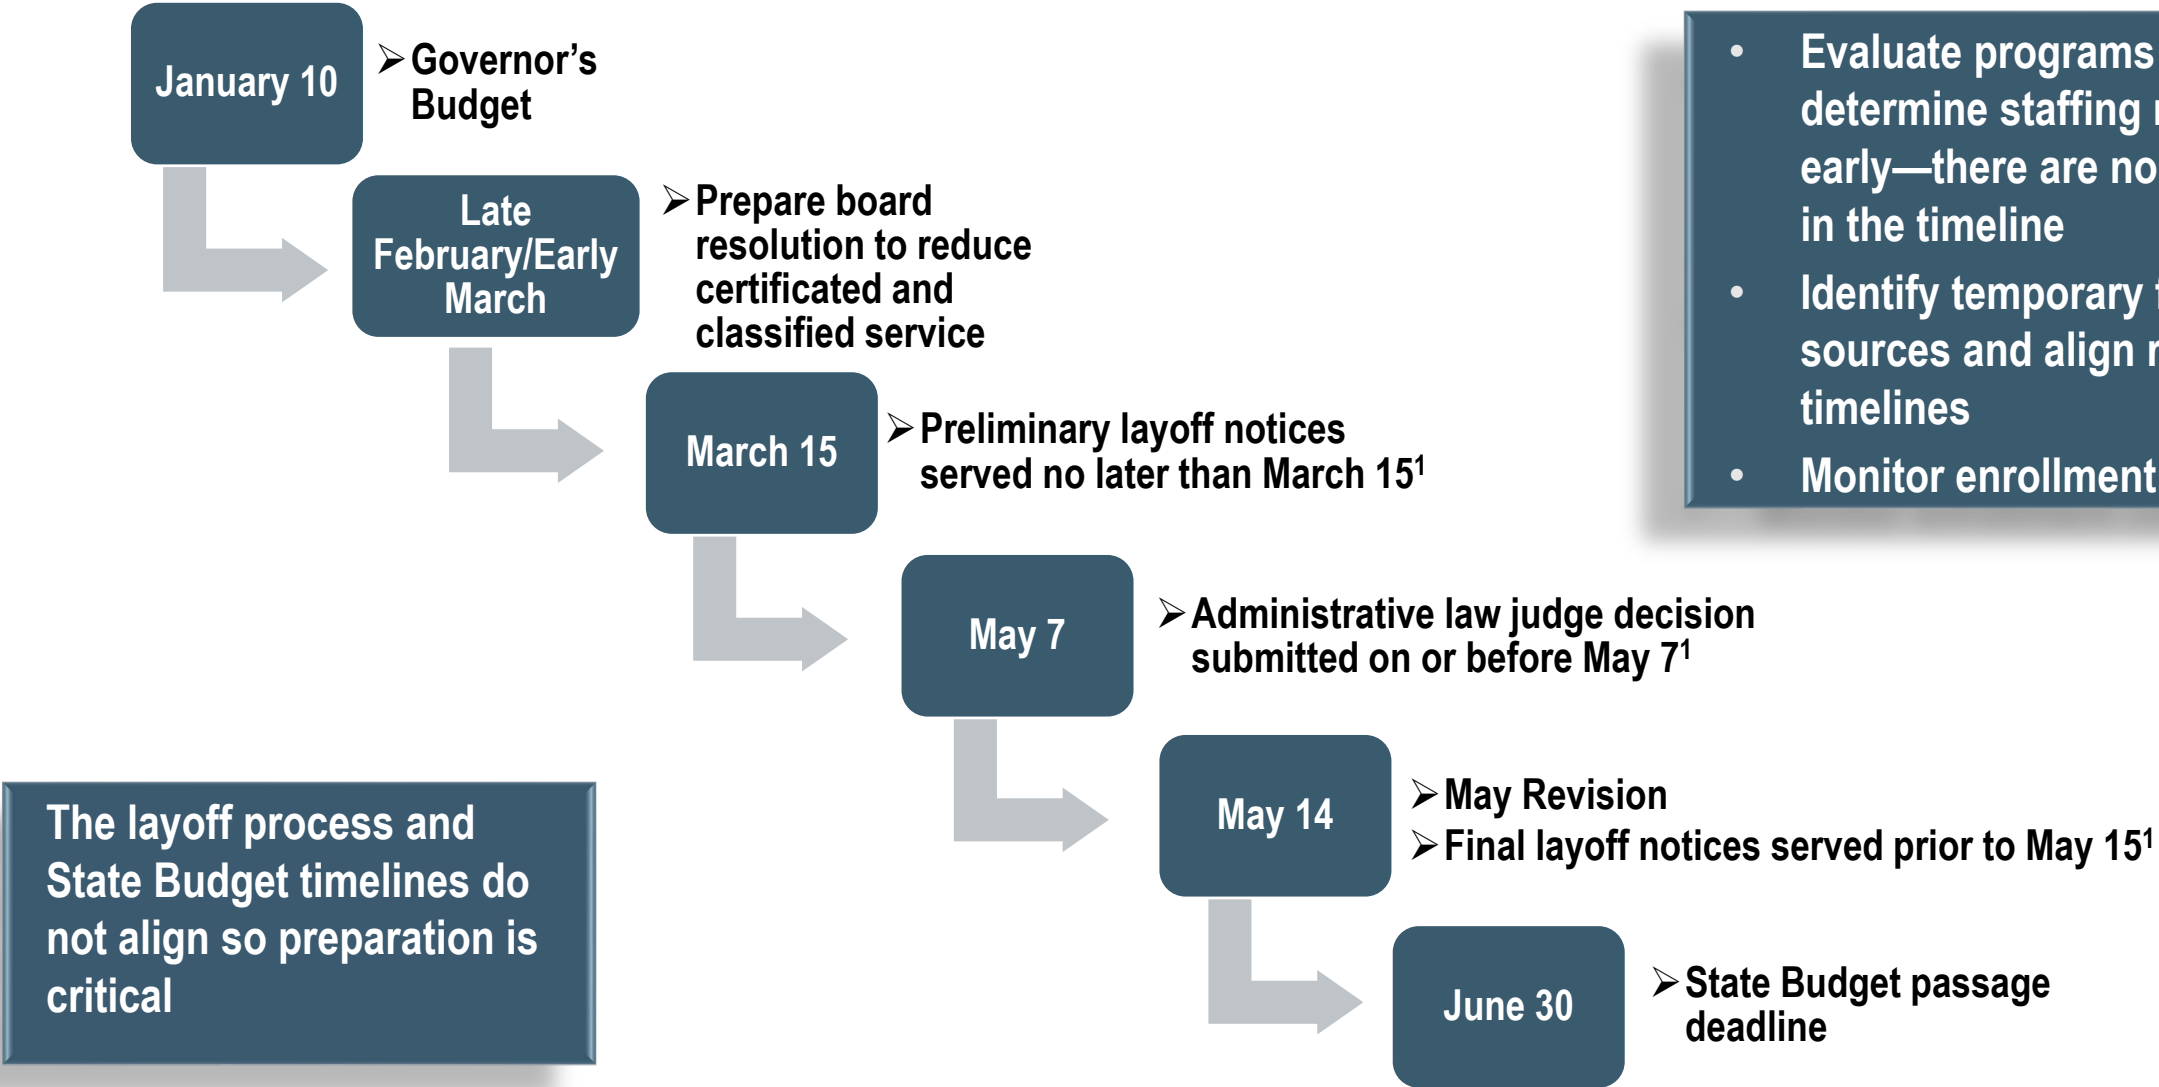 January 10
➢Governor's
Budget
Late
February/Early
March
➢Prepare board
resolution to reduce
certificated and
classified service
March 15
➢Preliminary layoff notices
served no later than March 15¹
May 7
➢Administrative law judge decision
submitted on or before May 7¹
May 14
➢May Revision
➢Final layoff notices served prior to May 15¹
June 30
➢State Budget passage
deadline
• Evaluate programs
determine staffing
early—there are no
in the timeline
• Identify temporary
sources and align
timelines
• Monitor enrollment
The layoff process and
State Budget timelines do
not align so preparation is
critical